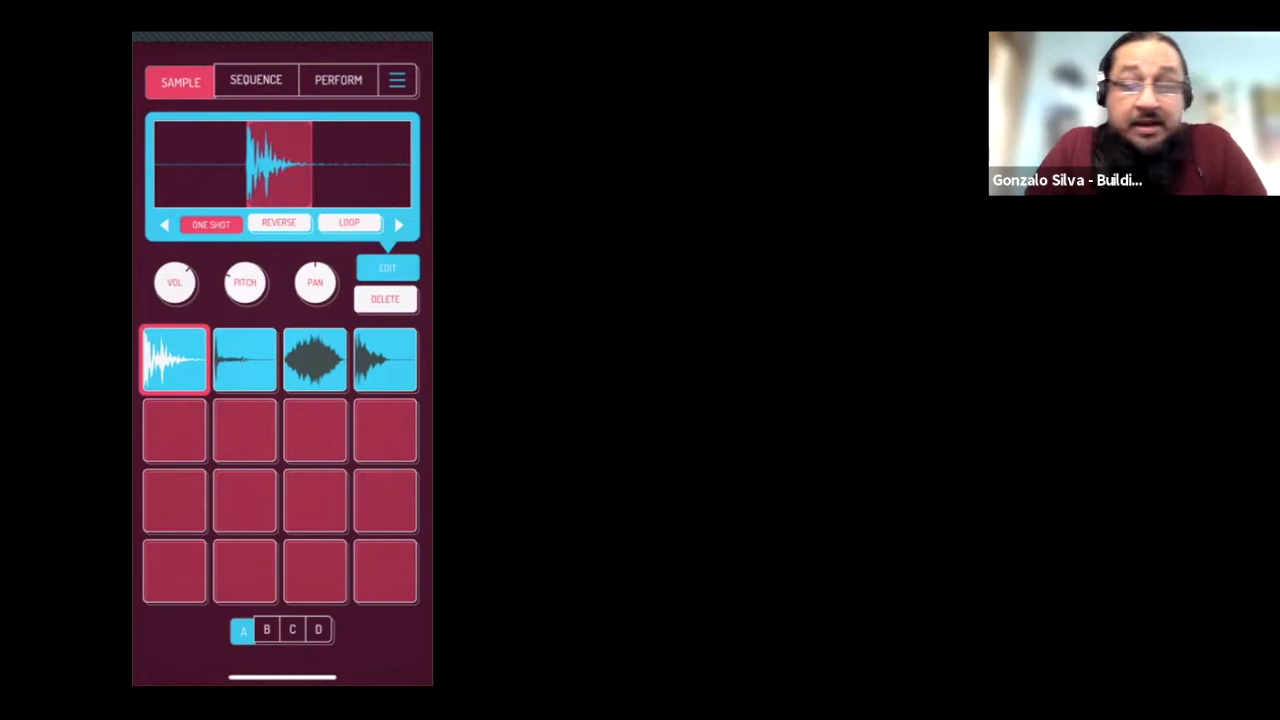 SAMPLE SEQUENCE PERFORM
ONE SHOT REVERSE LOOP
VOL PITCH PAN EDIT
DELETE
A B C D
Gonzalo Silva - Buildi...